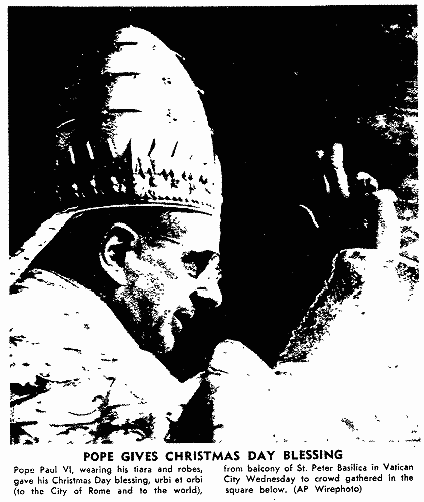 POPE GIVES CHRISTMAS DAY BLESSING
Pope Paul VI, wearing his tiara and robes,
gave his Christmas Day blessing, urbi et orbi
(to the City of Rome and to the world),
from balcony of St. Peter Basilica in Vatican
City Wednesday to crowd gathered in the
square below. (AP Wirephoto)